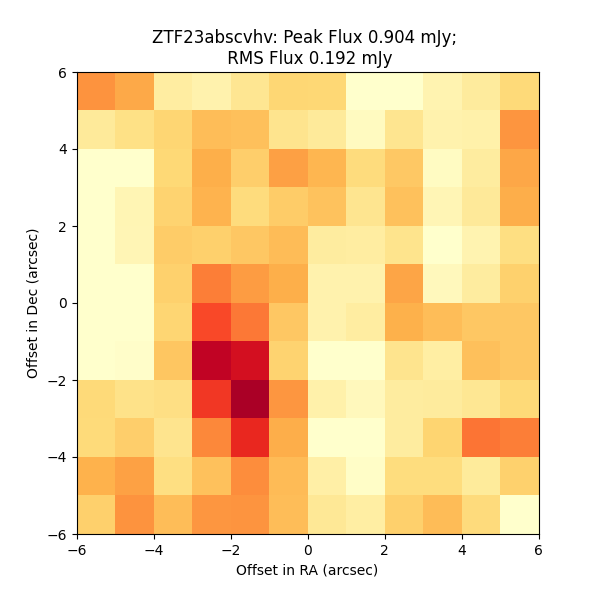 ZTF23abscvhv: Peak Flux 0.904 mJy;
RMS Flux 0.192 mJy
6
4
2
0
−2
−4
−6
Offset in Dec (arcsec)
−6 −4 −2 0 2 4 6
Offset in RA (arcsec)